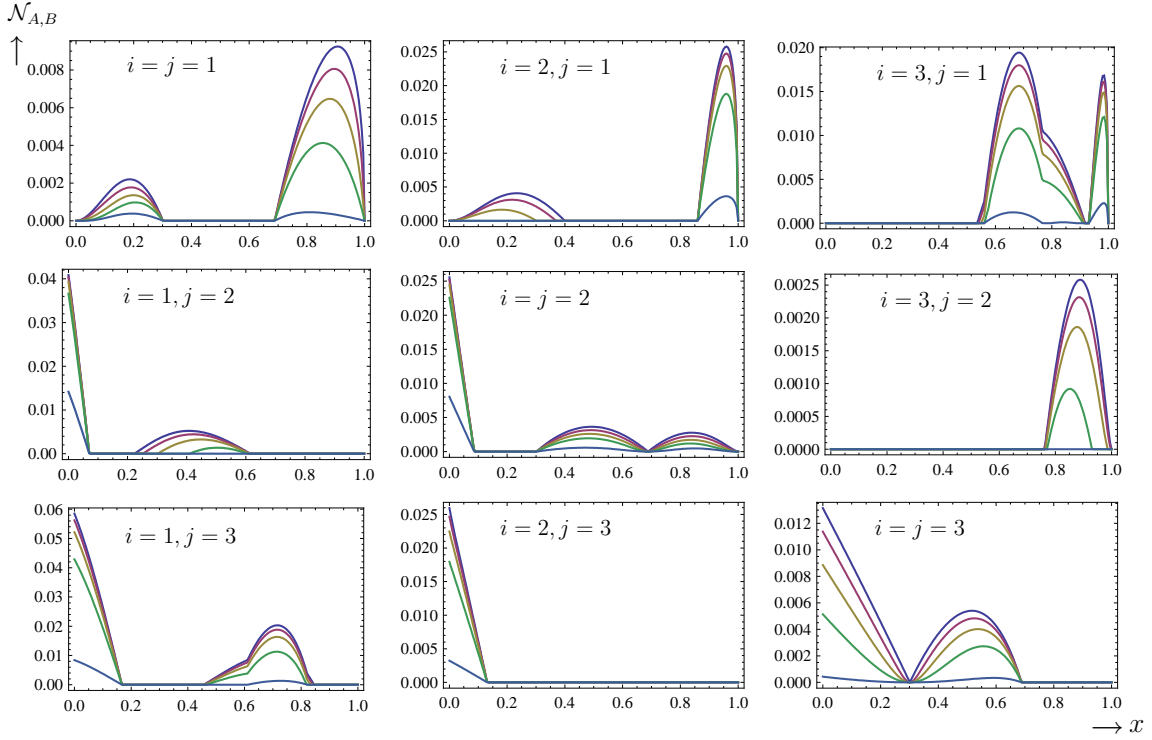 𝒩_{A,B}
↑
i = j = 1
0.008
0.006
0.004
0.002
0.000
0.0 0.2 0.4 0.6 0.8 1.0
i = 2, j = 1
0.025
0.020
0.015
0.010
0.005
0.000
0.0 0.2 0.4 0.6 0.8 1.0
i = 3, j = 1
0.020
0.015
0.010
0.005
0.000
0.0 0.2 0.4 0.6 0.8 1.0
i = 1, j = 2
0.04
0.03
0.02
0.01
0.00
0.0 0.2 0.4 0.6 0.8 1.0
i = j = 2
0.025
0.020
0.015
0.010
0.005
0.000
0.0 0.2 0.4 0.6 0.8 1.0
i = 3, j = 2
0.0025
0.0020
0.0015
0.0010
0.0005
0.0000
0.0 0.2 0.4 0.6 0.8 1.0
i = 1, j = 3
0.06
0.05
0.04
0.03
0.02
0.01
0.00
0.0 0.2 0.4 0.6 0.8 1.0
i = 2, j = 3
0.025
0.020
0.015
0.010
0.005
0.000
0.0 0.2 0.4 0.6 0.8 1.0
i = j = 3
0.012
0.010
0.008
0.006
0.004
0.002
0.000
0.0 0.2 0.4 0.6 0.8 1.0
→ x